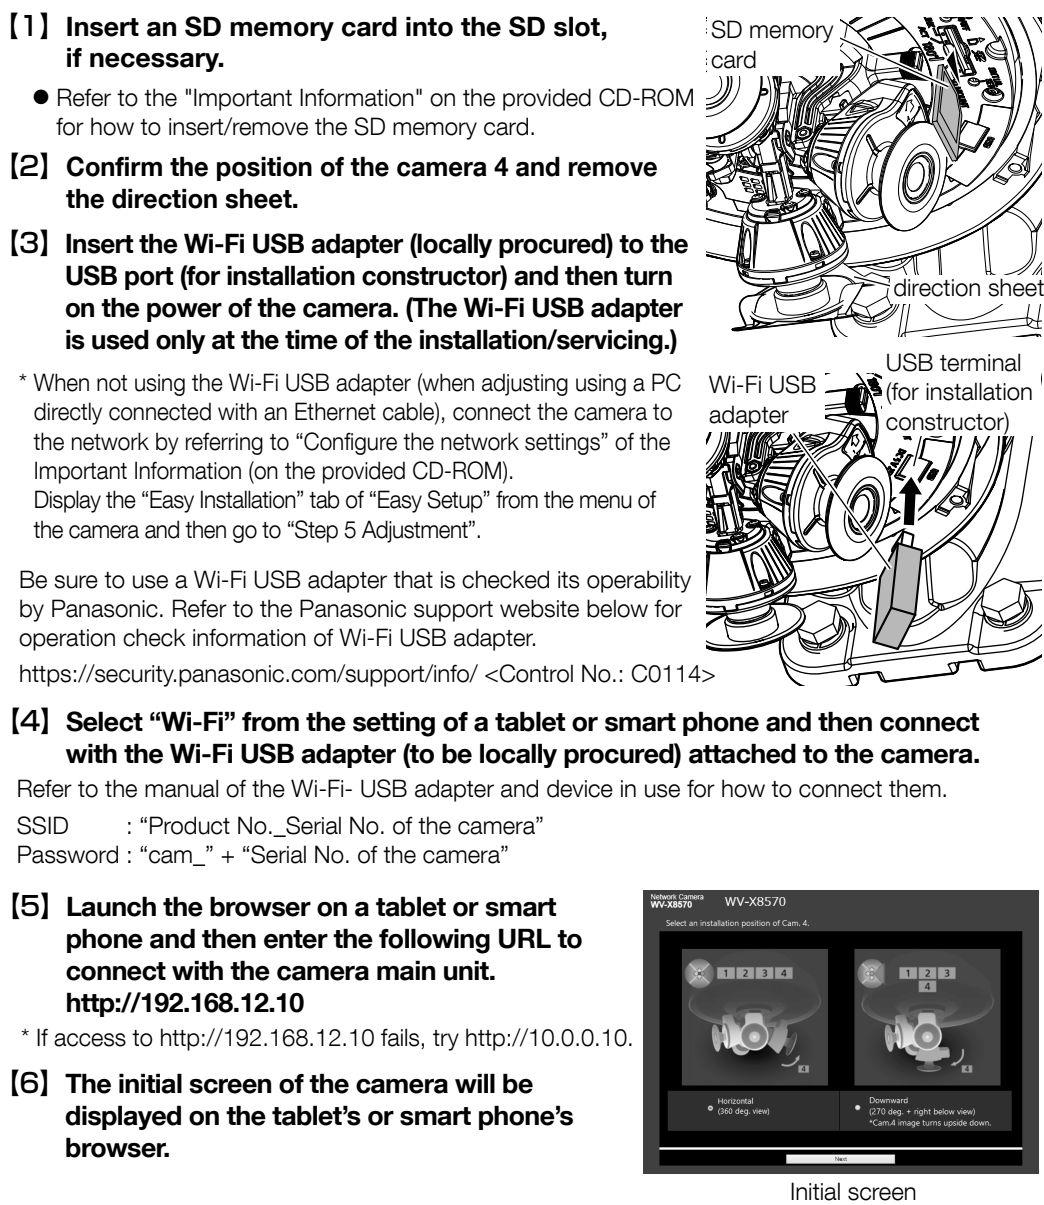 【1】 Insert an SD memory card into the SD slot,
if necessary.
● Refer to the "Important Information" on the provided CD-ROM
for how to insert/remove the SD memory card.
【2】 Confirm the position of the camera 4 and remove
the direction sheet.
【3】 Insert the Wi-Fi USB adapter (locally procured) to the
USB port (for installation constructor) and then turn
on the power of the camera. (The Wi-Fi USB adapter
is used only at the time of the installation/servicing.)
* When not using the Wi-Fi USB adapter (when adjusting using a PC
directly connected with an Ethernet cable), connect the camera to
the network by referring to “Configure the network settings” of the
Important Information (on the provided CD-ROM).
Display the “Easy Installation” tab of “Easy Setup” from the menu of
the camera and then go to “Step 5 Adjustment”.
Be sure to use a Wi-Fi USB adapter that is checked its operability
by Panasonic. Refer to the Panasonic support website below for
operation check information of Wi-Fi USB adapter.
https://security.panasonic.com/support/info/ <Control No.: C0114>
SD memory
card
direction sheet
Wi-Fi USB
adapter
USB terminal
(for installation
constructor)
【4】 Select “Wi-Fi” from the setting of a tablet or smart phone and then connect
with the Wi-Fi USB adapter (to be locally procured) attached to the camera.
Refer to the manual of the Wi-Fi- USB adapter and device in use for how to connect them.
SSID : “Product No._Serial No. of the camera”
Password : “cam_” + “Serial No. of the camera”
【5】 Launch the browser on a tablet or smart
phone and then enter the following URL to
connect with the camera main unit.
http://192.168.12.10
* If access to http://192.168.12.10 fails, try http://10.0.0.10.
【6】 The initial screen of the camera will be
displayed on the tablet’s or smart phone’s
browser.
Network Camera
WV-X8570
WV-X8570
Select an installation position of Cam. 4.
1 2 3 4
4
1 2 3
4
4
Horizontal
(360 deg. view)
Downward
(270 deg. + right below view)
*Cam.4 image turns upside down.
Next
Initial screen